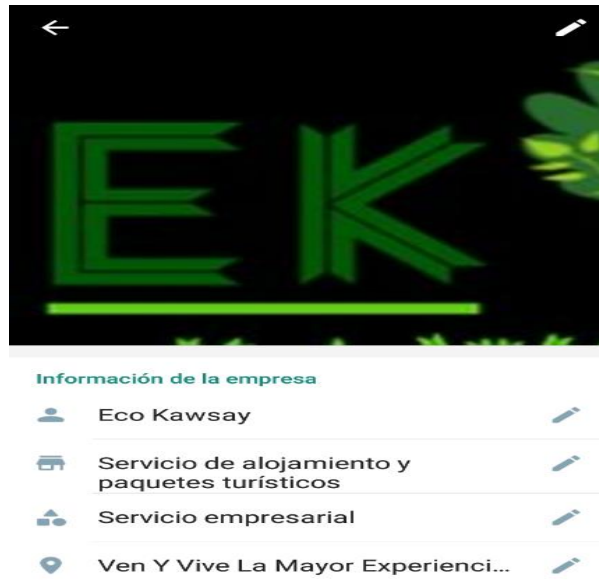 EK
Información de la empresa
Eco Kawsay
Servicio de alojamiento y
paquetes turísticos
Servicio empresarial
Ven Y Vive La Mayor Experienci...